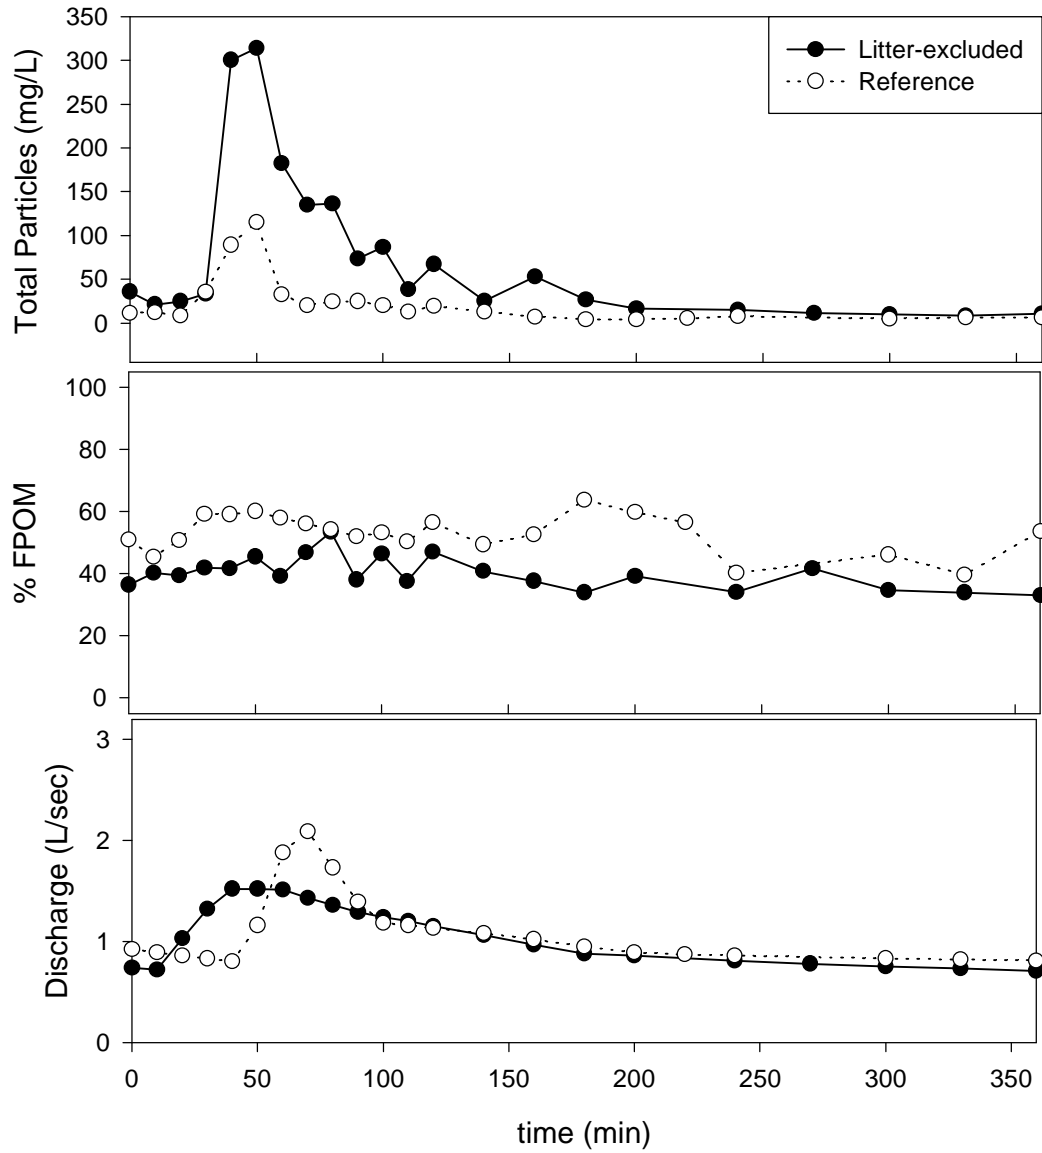 350
300
250
200
150
100
50
0
Total Particles (mg/L)
Litter-excluded
Reference
100
80
60
40
20
0
% FPOM
3
2
1
0
Discharge (L/sec)
0 50 100 150 200 250 300 350
time (min)